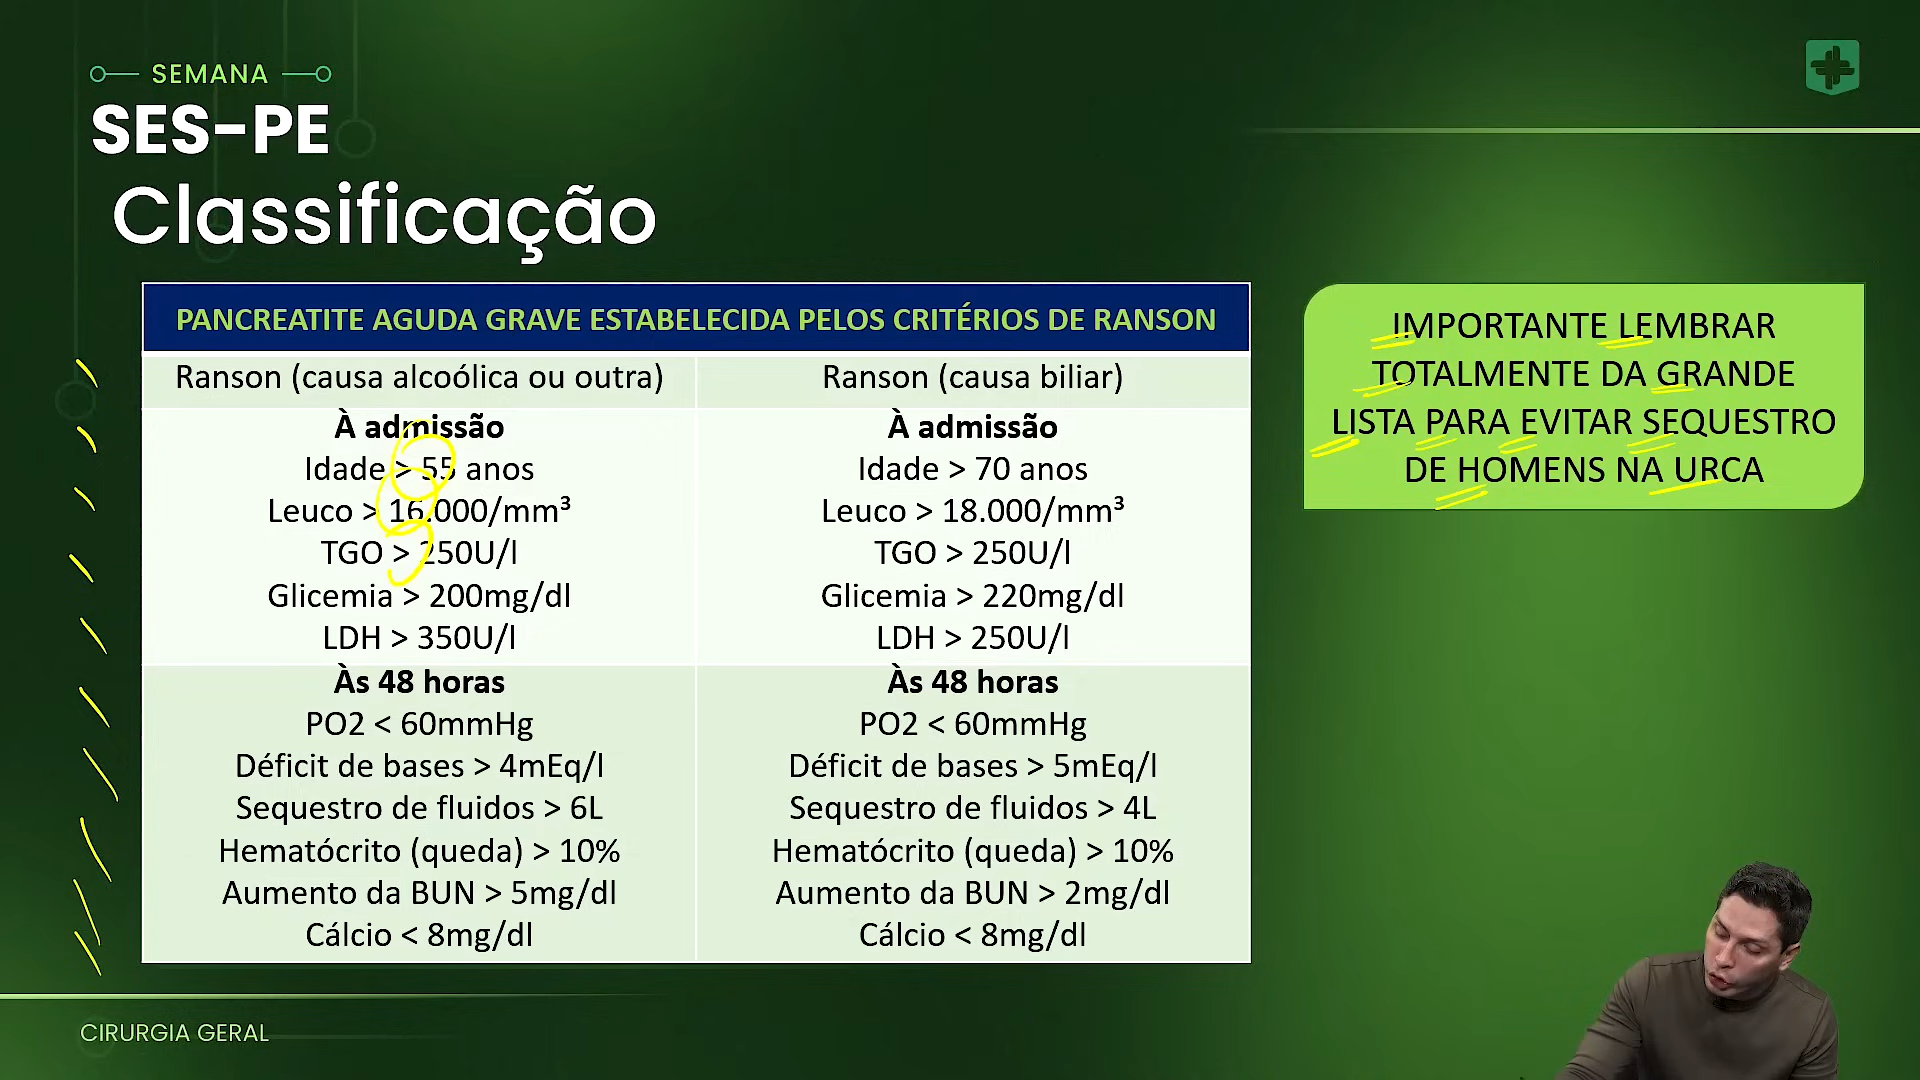 SEMANA
SES-PE
Classificação
PANCREATITE AGUDA GRAVE ESTABELECIDA PELOS CRITÉRIOS DE RANSON
Ranson (causa alcoólica ou outra)
À admissão
Idade > 55 anos
Leuco > 16.000/mm³
TGO > 250U/l
Glicemia > 200mg/dl
LDH > 350U/l
Às 48 horas
PO2 < 60mmHg
Déficit de bases > 4mEq/l
Sequestro de fluidos > 6L
Hematócrito (queda) > 10%
Aumento da BUN > 5mg/dl
Cálcio < 8mg/dl
Ranson (causa biliar)
À admissão
Idade > 70 anos
Leuco > 18.000/mm³
TGO > 250U/l
Glicemia > 220mg/dl
LDH > 250U/l
Às 48 horas
PO2 < 60mmHg
Déficit de bases > 5mEq/l
Sequestro de fluidos > 4L
Hematócrito (queda) > 10%
Aumento da BUN > 2mg/dl
Cálcio < 8mg/dl
IMPORTANTE LEMBRAR
TOTALMENTE DA GRANDE
LISTA PARA EVITAR SEQUESTRO
DE HOMENS NA URCA
CIRURGIA GERAL